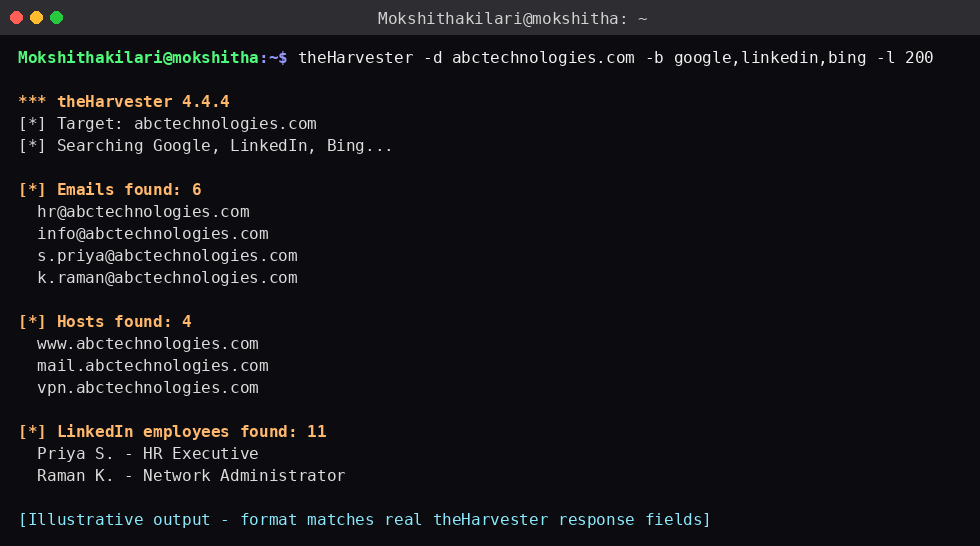 Mokshithakilari@mokshitha: ~
Mokshithakilari@mokshitha:~$ theHarvester -d abctechnologies.com -b google,linkedin,bing -l 200
*** theHarvester 4.4.4
[*] Target: abctechnologies.com
[*] Searching Google, LinkedIn, Bing...
[*] Emails found: 6
hr@abctechnologies.com
info@abctechnologies.com
s.priya@abctechnologies.com
k.raman@abctechnologies.com
[*] Hosts found: 4
www.abctechnologies.com
mail.abctechnologies.com
vpn.abctechnologies.com
[*] LinkedIn employees found: 11
Priya S. - HR Executive
Raman K. - Network Administrator
[Illustrative output - format matches real theHarvester response fields]